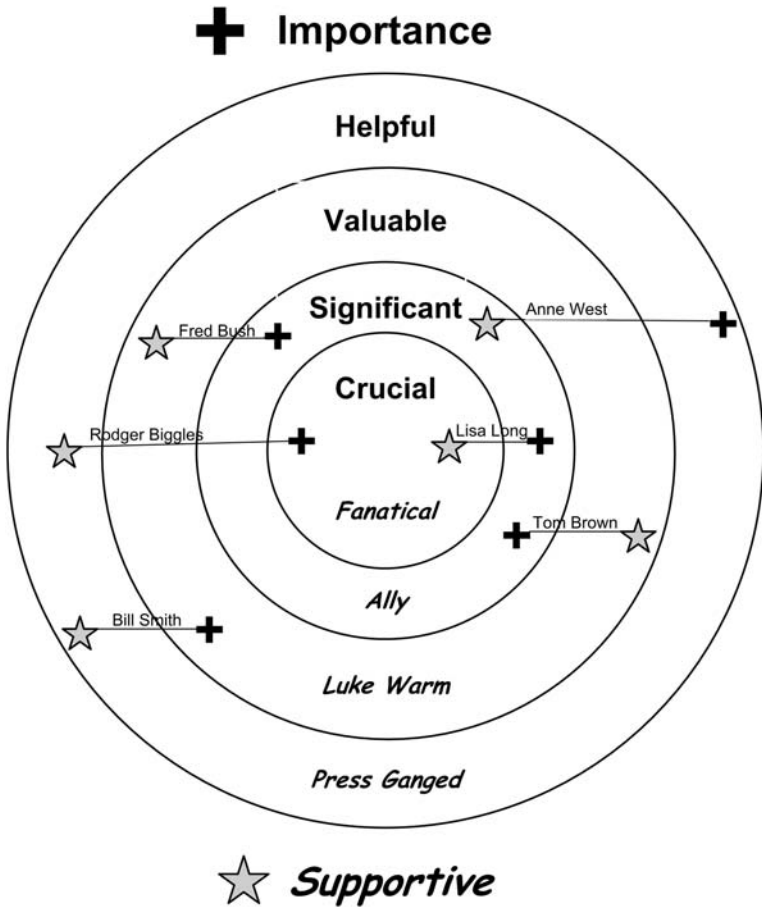 Importance
Helpful
Valuable
Significant
Anne West
Fred Bush
Crucial
Rodger Biggles
Lisa Long
Fanatical
Tom Brown
Ally
Bill Smith
Luke Warm
Press Ganged
Supportive